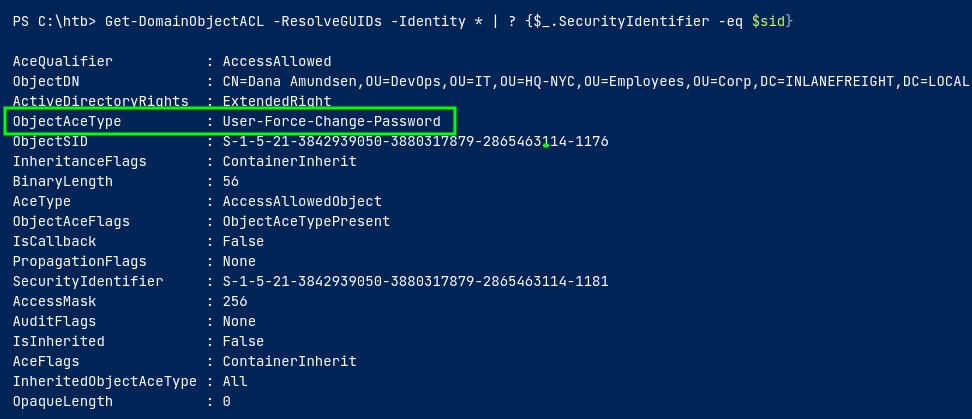 PS C:\htb> Get-DomainObjectACL -ResolveGUIDs -Identity * | ? {$_.SecurityIdentifier -eq $sid}
AceQualifier           : AccessAllowed
ObjectDN               : CN=Dana Amundsen,OU=DevOps,OU=IT,OU=HQ-NYC,OU=Employees,OU=Corp,DC=INLANEFREIGHT,DC=LOCAL
ActiveDirectoryRights  : ExtendedRight
ObjectAceType          : User-Force-Change-Password
ObjectSID              : S-1-5-21-3842939050-3880317879-2865463114-1176
InheritanceFlags       : ContainerInherit
BinaryLength           : 56
AceType                : AccessAllowedObject
ObjectAceFlags         : ObjectAceTypePresent
IsCallback             : False
PropagationFlags       : None
SecurityIdentifier     : S-1-5-21-3842939050-3880317879-2865463114-1181
AccessMask             : 256
AuditFlags             : None
IsInherited            : False
AceFlags               : ContainerInherit
InheritedObjectAceType : All
OpaqueLength           : 0